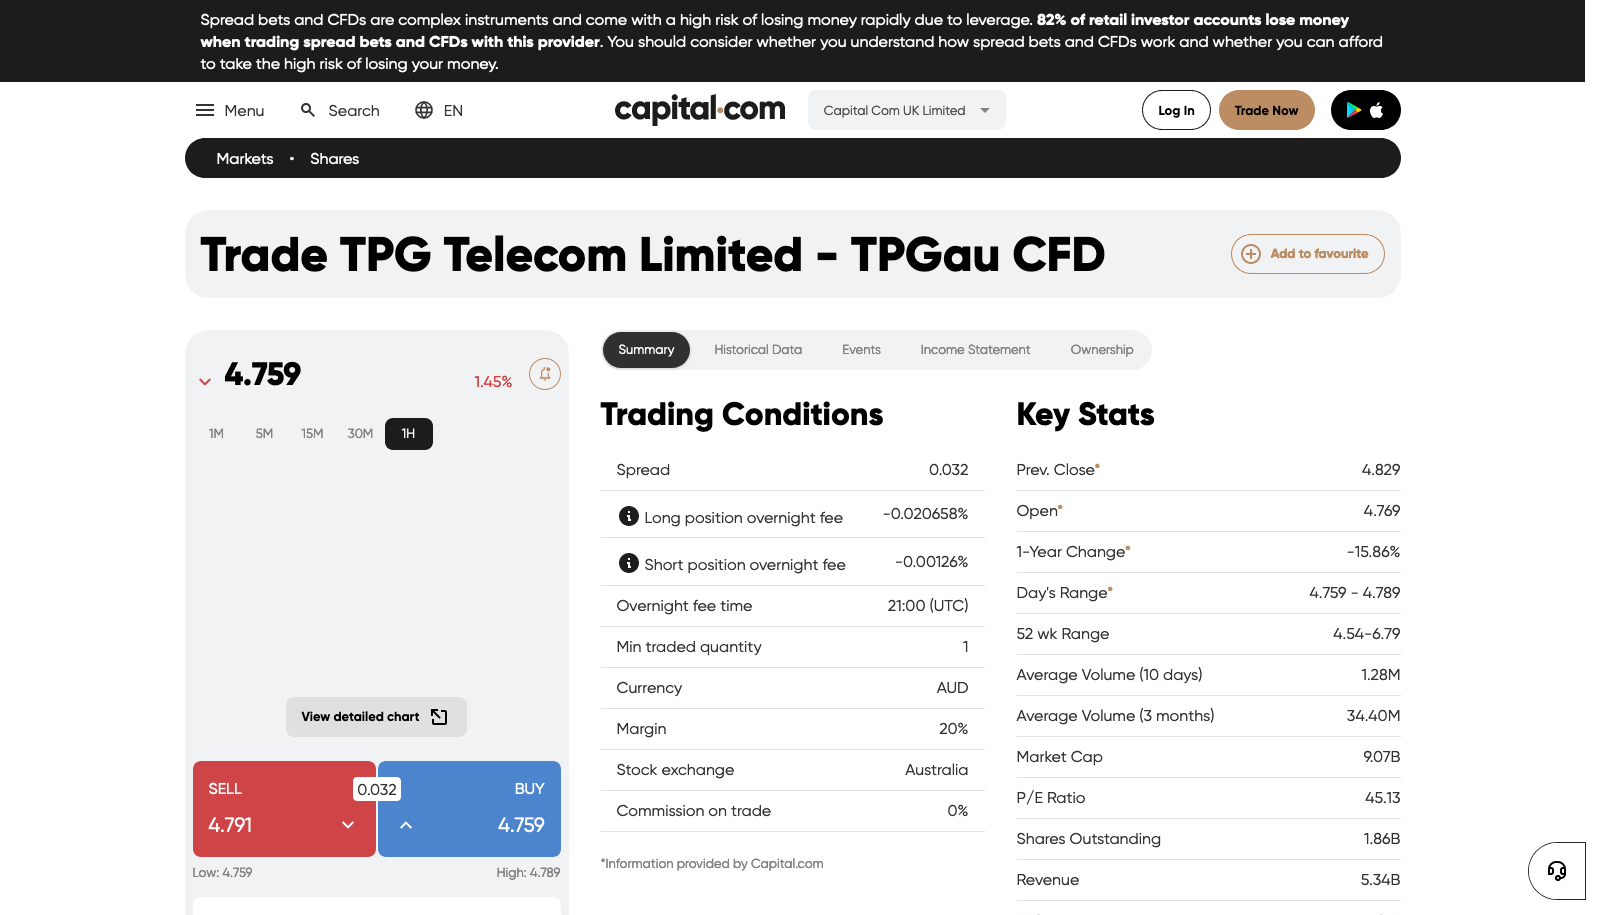 Spread bets and CFDs are complex instruments and come with a high risk of losing money rapidly due to leverage. 82% of retail investor accounts lose money
when trading spread bets and CFDs with this provider. You should consider whether you understand how spread bets and CFDs work and whether you can afford
to take the high risk of losing your money.
Menu Search EN capital.com Capital Com UK Limited Log In Trade Now
Markets • Shares
Trade TPG Telecom Limited - TPGau CFD Add to favourite
4.759 1.45%
1M 5M 15M 30M 1H
View detailed chart
SELL 0.032 BUY
4.791 4.759
Low: 4.759 High: 4.789
Summary Historical Data Events Income Statement Ownership
Trading Conditions
Spread 0.032
Long position overnight fee -0.020658%
Short position overnight fee -0.00126%
Overnight fee time 21:00 (UTC)
Min traded quantity 1
Currency AUD
Margin 20%
Stock exchange Australia
Commission on trade 0%
*Information provided by Capital.com
Key Stats
Prev. Close* 4.829
Open* 4.769
1-Year Change* -15.86%
Day's Range* 4.759 - 4.789
52 wk Range 4.54-6.79
Average Volume (10 days) 1.28M
Average Volume (3 months) 34.40M
Market Cap 9.07B
P/E Ratio 45.13
Shares Outstanding 1.86B
Revenue 5.34B